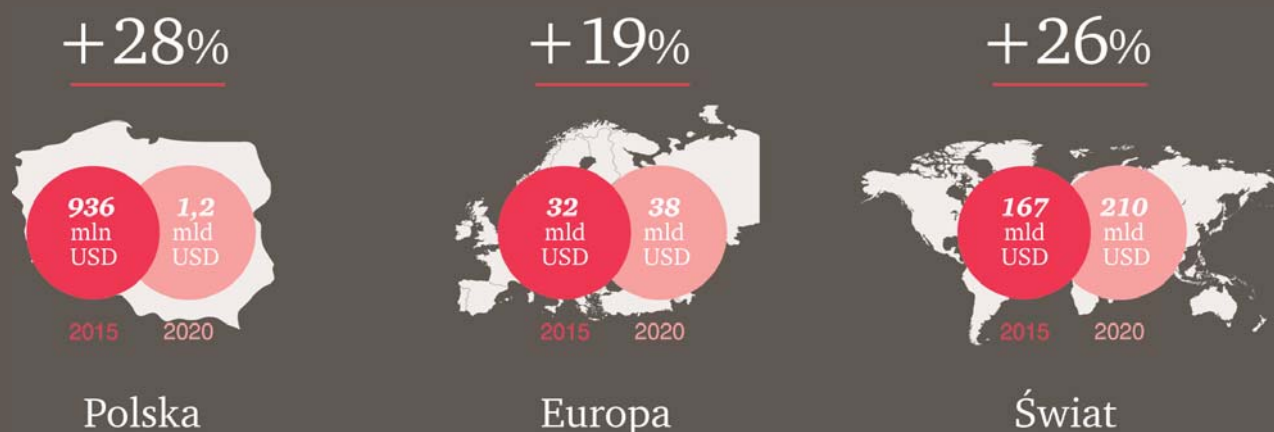 +28%
936
mln
USD
1,2
mld
USD
2015
2020
Polska
+19%
32
mld
USD
38
mld
USD
2015
2020
Europa
+26%
167
mld
USD
210
mld
USD
2015
2020
Świat